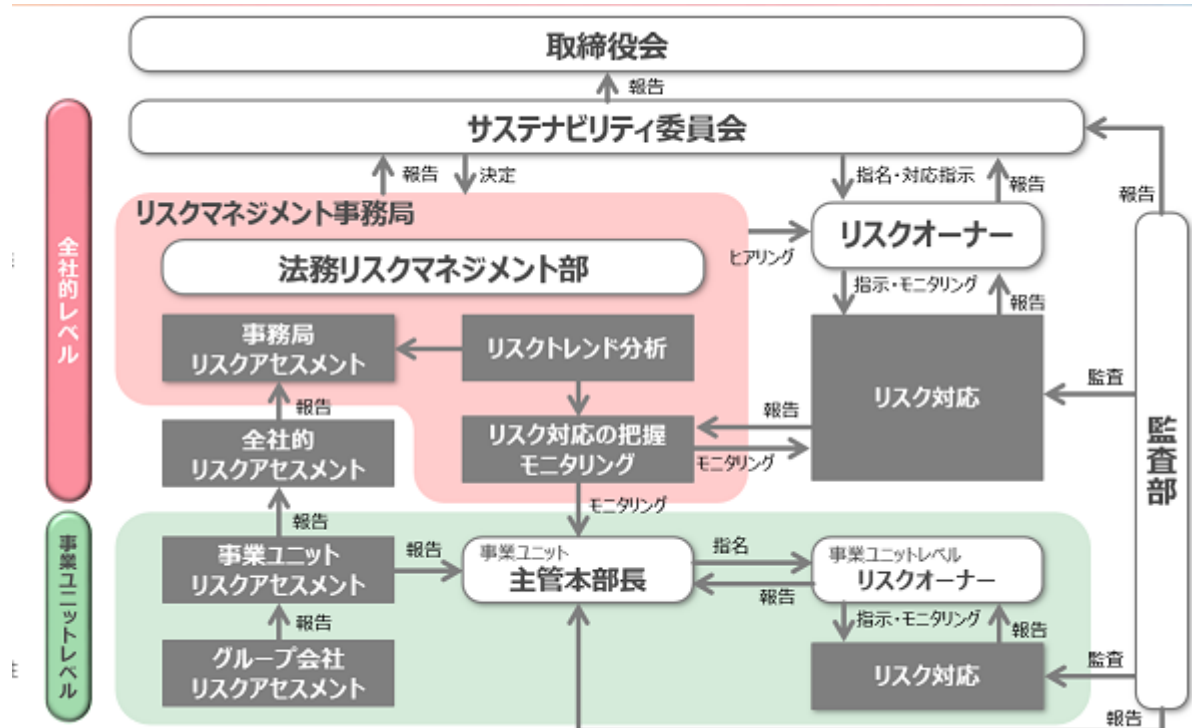 取締役会
報告
サステナビリティ委員会
報告
決定
指名・対応指示
報告
報告
全社的レベル
リスクマネジメント事務局
法務リスクマネジメント部
ヒアリング
リスクオーナー
指示・モニタリング
報告
事務局
リスクアセスメント
リスクトレンド分析
リスク対応
監査
監査部
報告
全社的
リスクアセスメント
リスク対応の把握
モニタリング
報告
モニタリング
報告
モニタリング
事業ユニットレベル
事業ユニット
リスクアセスメント
報告
事業ユニット
主管本部長
指名
報告
事業ユニットレベル
リスクオーナー
報告
指示・モニタリング
報告
グループ会社
リスクアセスメント
リスク対応
監査
報告